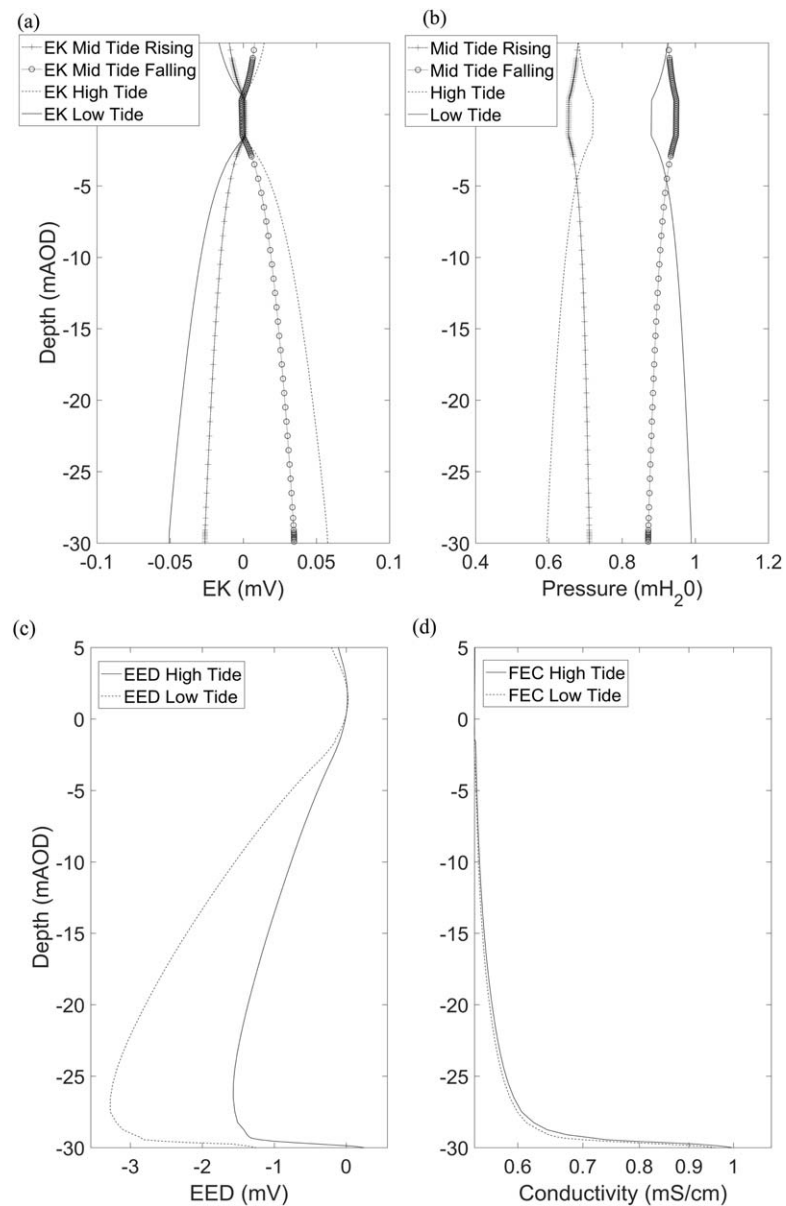 (a)
EK Mid Tide Rising
EK Mid Tide Falling
EK High Tide
EK Low Tide
Depth (mAOD)
-5
-10
-15
-20
-25
-30
-0.1 -0.05 0 0.05 0.1
EK (mV)
(b)
Mid Tide Rising
Mid Tide Falling
High Tide
Low Tide
-5
-10
-15
-20
-25
-30
0.4 0.6 0.8 1 1.2
Pressure (mH₂0)
(c)
EED High Tide
EED Low Tide
Depth (mAOD)
5
0
-5
-10
-15
-20
-25
-30
-3 -2 -1 0
EED (mV)
(d)
FEC High Tide
FEC Low Tide
5
0
-5
-10
-15
-20
-25
-30
0.6 0.7 0.8 0.9 1
Conductivity (mS/cm)